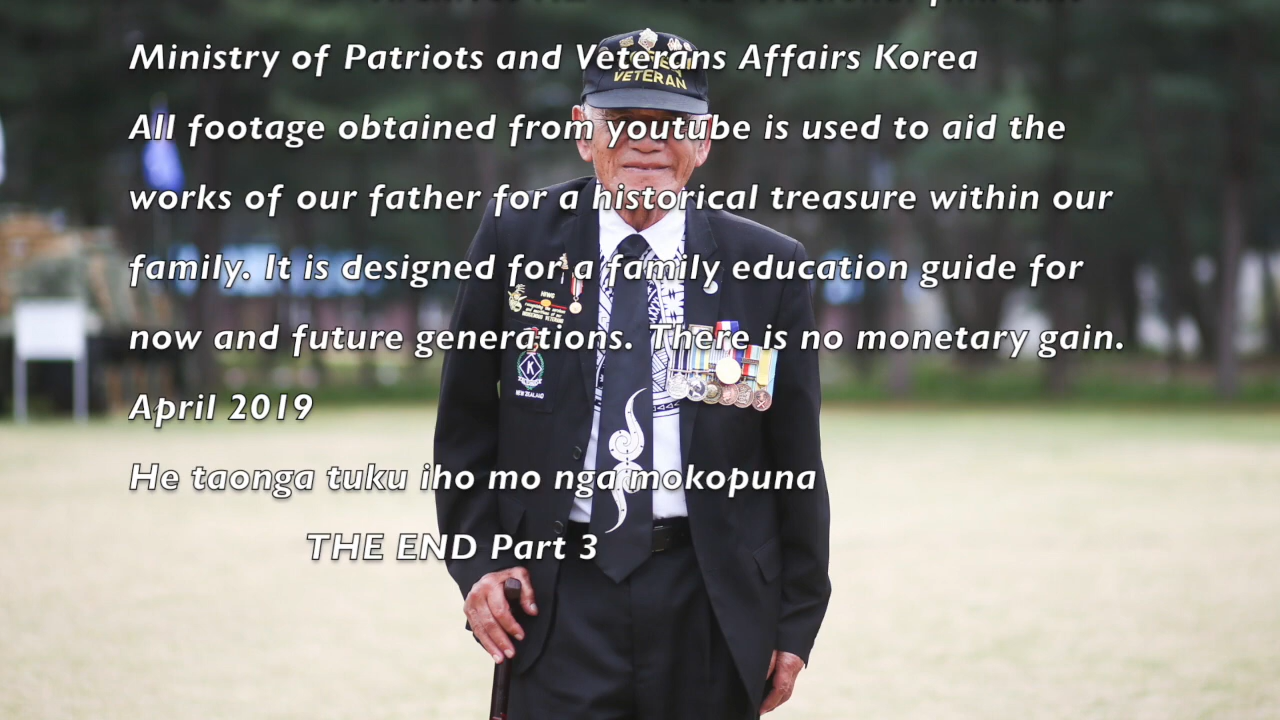 Ministry of Patriots and Veterans Affairs Korea
All footage obtained from youtube is used to aid the
works of our father for a historical treasure within our
family. It is designed for a family education guide for
now and future generations. There is no monetary gain.
April 2019
He taonga tuku iho mo nga mokopuna
THE END Part 3
VETERAN
K
NEW ZEALAND